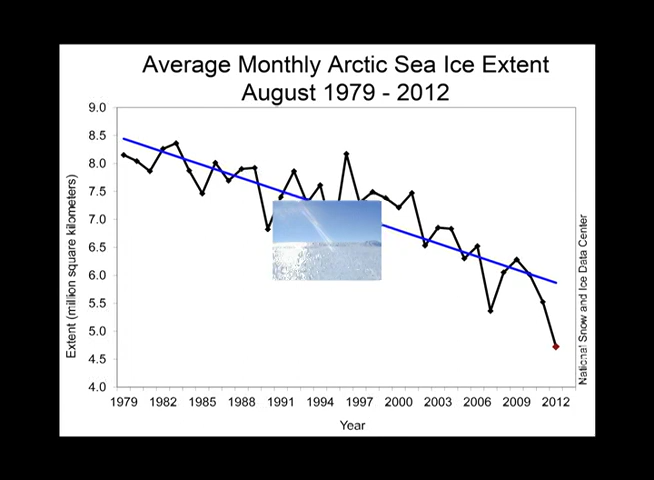 Average Monthly Arctic Sea Ice Extent
August 1979 - 2012
9.0
8.5
8.0
7.5
7.0
6.5
6.0
5.5
5.0
4.5
4.0
Extent (million square kilometers)
1979 1982 1985 1988 1991 1994 1997 2000 2003 2006 2009 2012
Year
National Snow and Ice Data Center